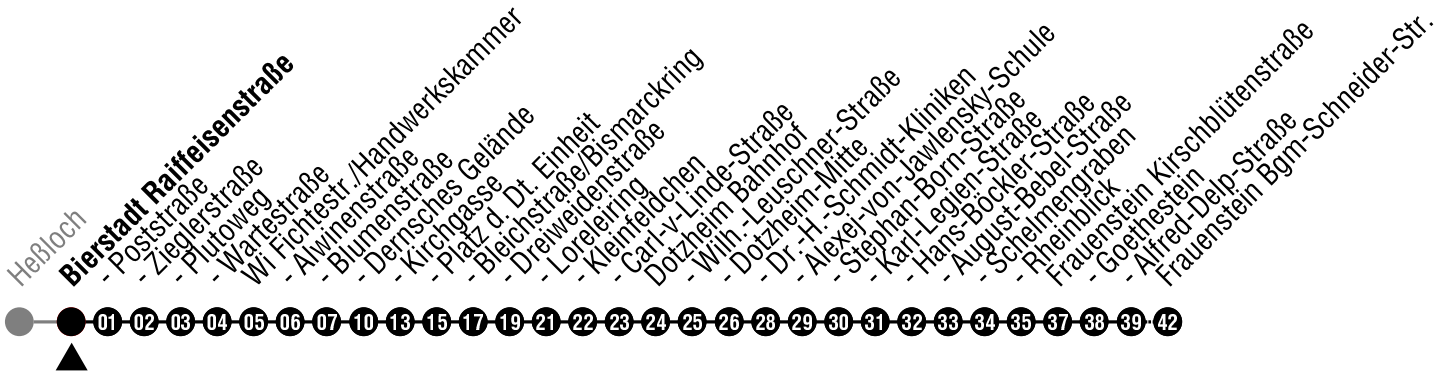 Heßloch
Bierstadt Raiffeisenstraße
- Poststraße
- Zieglerstraße
- Plutoweg
- Wartestraße
Wi Fichtestr./Handwerkskammer
- Alwinenstraße
- Blumenstraße
- Dernsches Gelände
- Kirchgasse
- Platz d. Dt. Einheit
- Bleichstraße/Bismarckring
- Dreiweidenstraße
- Loreleiring
- Kleinfeldchen
- Carl-v-Linde-Straße
Dotzheim Bahnhof
- Wilh.-Leuschner-Straße
- Dotzheim-Mitte
- Dr.-H.-Schmidt-Kliniken
- Alexej-von-Jawlensky-Schule
- Stephan-Born-Straße
- Karl-Legien-Straße
- Hans-Böckler-Straße
- August-Bebel-Straße
- Schelmengraben
- Rheinblick
Frauenstein Kirschblütenstraße
- Goethestein
- Alfred-Delp-Straße
Frauenstein Bgm-Schneider-Str.
01 02 03 04 05 06 07 10 13 15 17 19 21 22 23 24 25 26 28 29 30 31 32 33 34 35 37 38 39 42